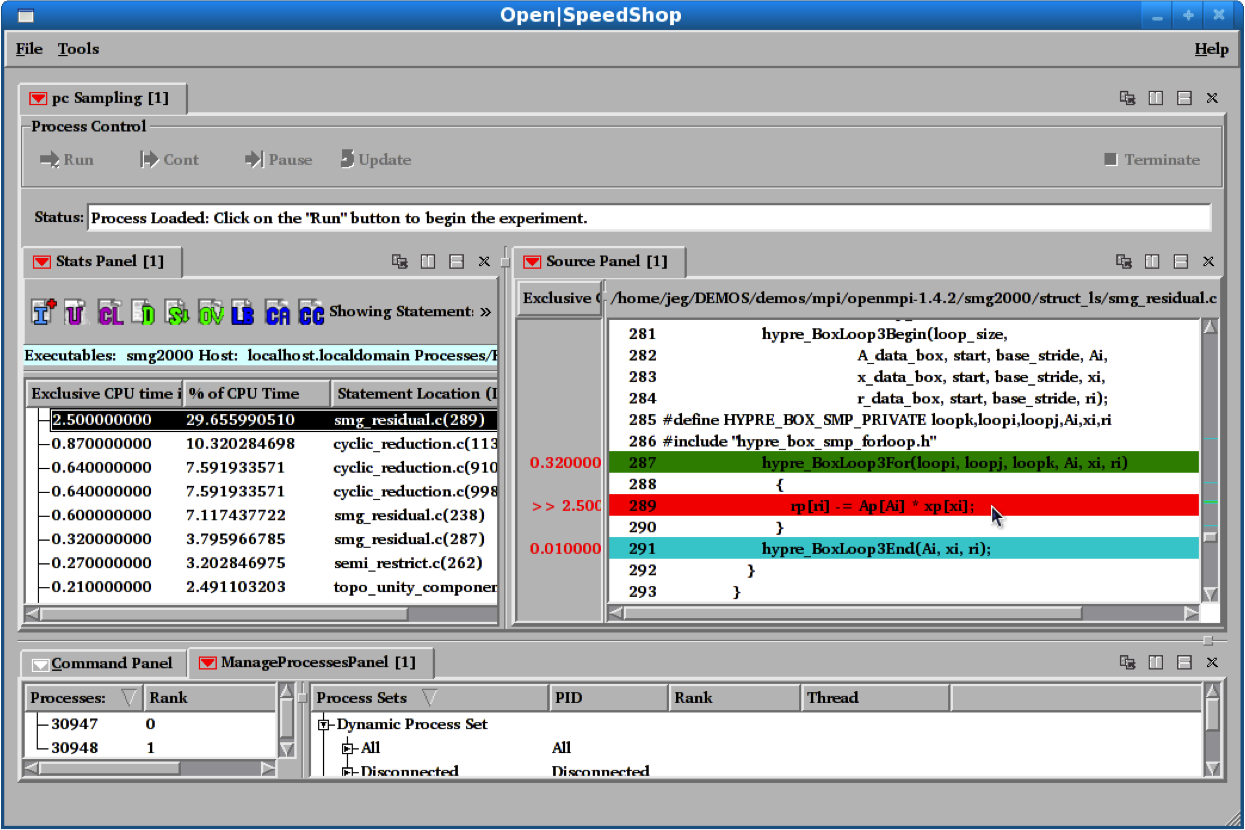 Open|SpeedShop
File Tools Help
pc Sampling [1]
Process Control
Run Cont Pause Update Terminate
Status: Process Loaded: Click on the "Run" button to begin the experiment.
Stats Panel [1]
I U CL D S OV LB CA CC Showing Statement: »
Executables: smg2000 Host: localhost.localdomain Processes/
Exclusive CPU time i % of CPU Time Statement Location (
2.500000000 29.655990510 smg_residual.c(289)
0.870000000 10.320284698 cyclic_reduction.c(113
0.640000000 7.591933571 cyclic_reduction.c(910
0.640000000 7.591933571 cyclic_reduction.c(998
0.600000000 7.117437722 smg_residual.c(238)
0.320000000 3.795966785 smg_residual.c(287)
0.270000000 3.202846975 semi_restrict.c(262)
0.210000000 2.491103203 topo_unity_componen
Source Panel [1]
Exclusive /home/jeg/DEMOS/demos/mpi/openmpi-1.4.2/smg2000/struct_ls/smg_residual.c
281 hypre_BoxLoop3Begin(loop_size,
282 A_data_box, start, base_stride, Ai,
283 x_data_box, start, base_stride, xi,
284 r_data_box, start, base_stride, ri);
285 #define HYPRE_BOX_SMP_PRIVATE loopk,loopi,loopj,Ai,xi,ri
286 #include "hypre_box_smp_forloop.h"
0.320000 287 hypre_BoxLoop3For(loopi, loopj, loopk, Ai, xi, ri)
288 {
>> 2.500 289 rp[ri] -= Ap[Ai] * xp[xi];
290 }
0.010000 291 hypre_BoxLoop3End(Ai, xi, ri);
292 }
293 }
Command Panel ManageProcessesPanel [1]
Processes: Rank
30947 0
30948 1
Process Sets PID Rank Thread
Dynamic Process Set
All All
Disconnected Disconnected